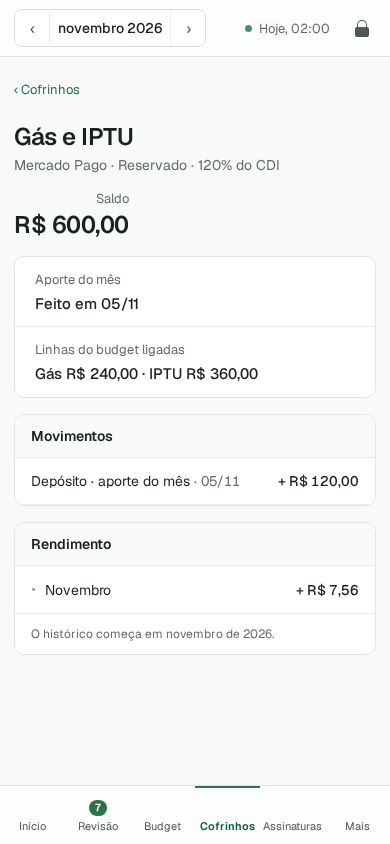 ‹ novembro 2026 › Hoje, 02:00
‹ Cofrinhos
Gás e IPTU
Mercado Pago · Reservado · 120% do CDI
Saldo
R$ 600,00
Aporte do mês
Feito em 05/11
Linhas do budget ligadas
Gás R$ 240,00 · IPTU R$ 360,00
Movimentos
Depósito · aporte do mês · 05/11 + R$ 120,00
Rendimento
‣ Novembro + R$ 7,56
O histórico começa em novembro de 2026.
7
Início Revisão Budget Cofrinhos Assinaturas Mais